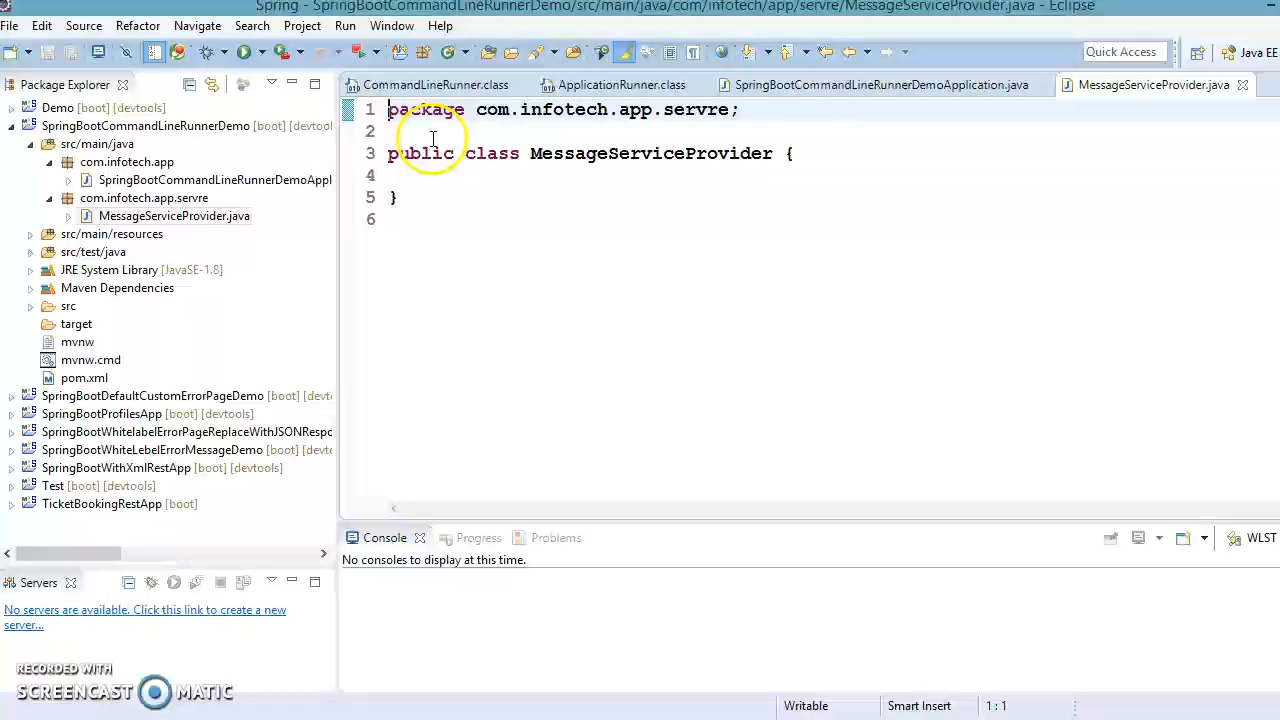 Spring - SpringBootCommandLineRunnerDemo/src/main/java/com/infotech/app/servre/MessageServiceProvider.java - Eclipse
File Edit Source Refactor Navigate Search Project Run Window Help
Quick Access
Java EE
Package Explorer
CommandLineRunner.class
ApplicationRunner.class
SpringBootCommandLineRunnerDemoApplication.java
MessageServiceProvider.java
Demo [boot] [devtools]
SpringBootCommandLineRunnerDemo [boot] [devtools]
src/main/java
com.infotech.app
SpringBootCommandLineRunnerDemoAppl
com.infotech.app.servre
MessageServiceProvider.java
src/main/resources
src/test/java
JRE System Library [JavaSE-1.8]
Maven Dependencies
src
target
mvnw
mvnw.cmd
pom.xml
SpringBootDefaultCustomErrorPageDemo [boot] [devtc
SpringBootProfilesApp [boot] [devtools]
SpringBootWhitelabelErrorPageReplaceWithJSONRespo
SpringBootWhiteLebelErrorMessageDemo [boot] [devtc
SpringBootWithXmlRestApp [boot] [devtools]
Test [boot] [devtools]
TicketBookingRestApp [boot]
1 package com.infotech.app.servre;
2
3 public class MessageServiceProvider {
4
5 }
6
Servers
No servers are available. Click this link to create a new
server...
Console
Progress
Problems
WLST
No consoles to display at this time.
RECORDED WITH
SCREENCAST MATIC
Writable
Smart Insert
1 : 1